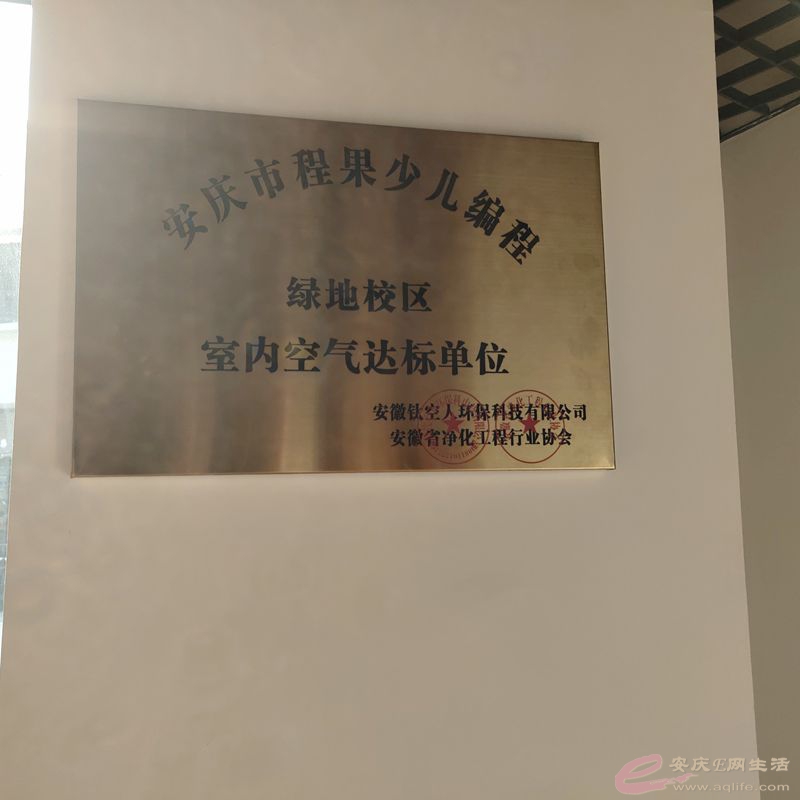 安庆市程果少儿编程
绿地校区
室内空气达标单位
安徽钛空人环保科技有限公司
安徽省净化工程行业协会
安庆E网生活
www.aqlife.com